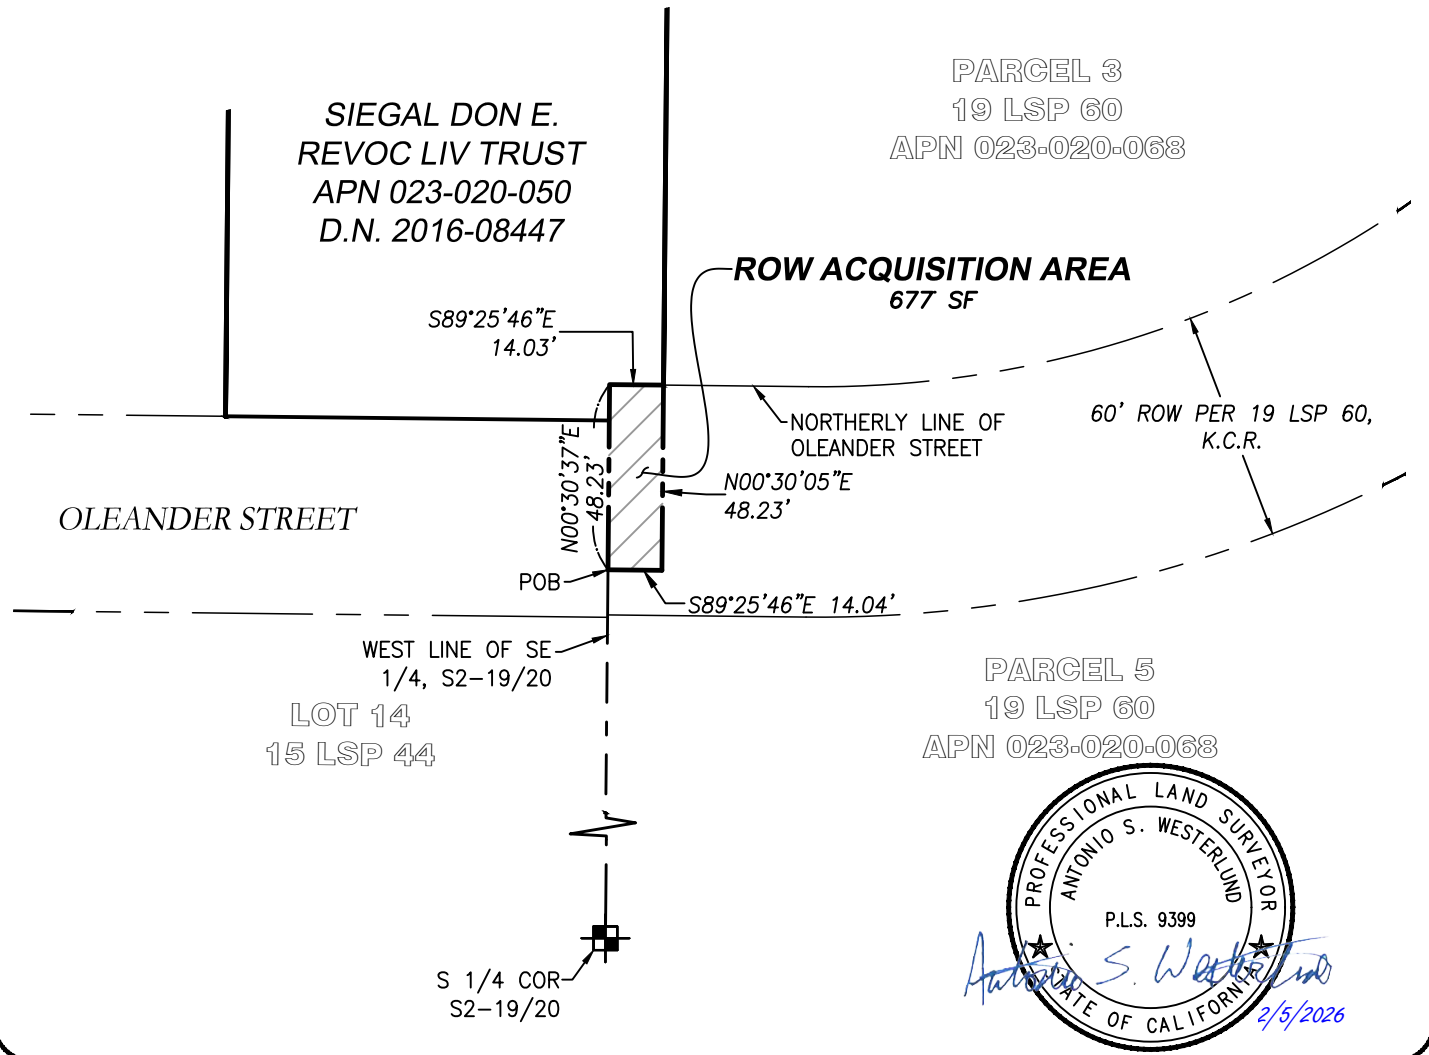 SIEGAL DON E.
REVOC LIV TRUST
APN 023-020-050
D.N. 2016-08447
PARCEL 3
19 LSP 60
APN 023-020-068
ROW ACQUISITION AREA
677 SF
S89°25'46"E
14.03'
NORTHERLY LINE OF
OLEANDER STREET
60' ROW PER 19 LSP 60,
K.C.R.
N00°30'37"E
48.23'
N00°30'05"E
48.23'
OLEANDER STREET
POB
S89°25'46"E 14.04'
WEST LINE OF SE
1/4, S2-19/20
LOT 14
15 LSP 44
PARCEL 5
19 LSP 60
APN 023-020-068
S 1/4 COR
S2-19/20
PROFESSIONAL LAND SURVEYOR
ANTONIO S. WESTERLUND
P.L.S. 9399
STATE OF CALIFORNIA
Antonio S. Westerlund
2/5/2026